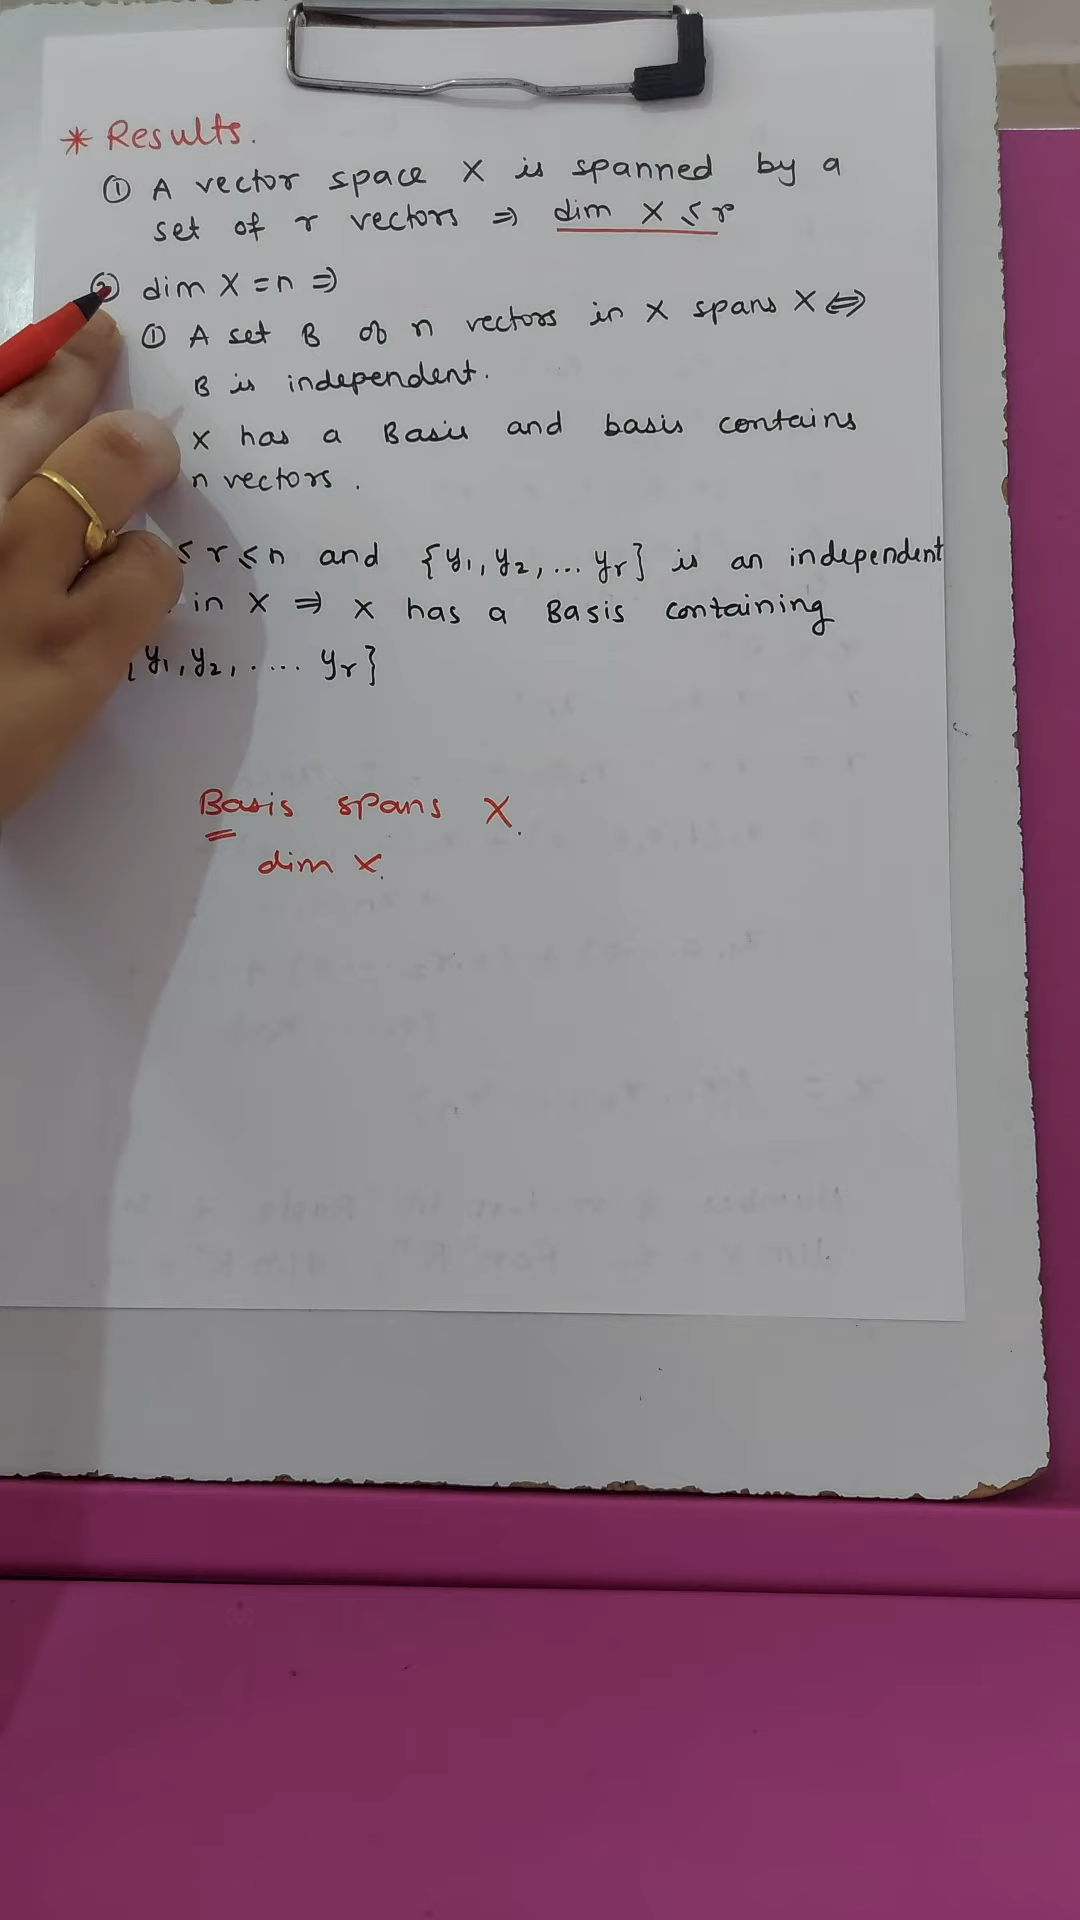 * Results.
① A vector space X is spanned by a
set of r vectors ⇒ dim X ≤ r
② dim X = n ⇒
① A set B of n vectors in X spans X ⇔
B is independent.
X has a Basis and basis contains
n vectors.
≤ r ≤ n and {y₁, y₂, ... yᵣ} is an independent
in X ⇒ X has a Basis containing
{y₁, y₂, .... yᵣ}
Basis spans X.
dim X.